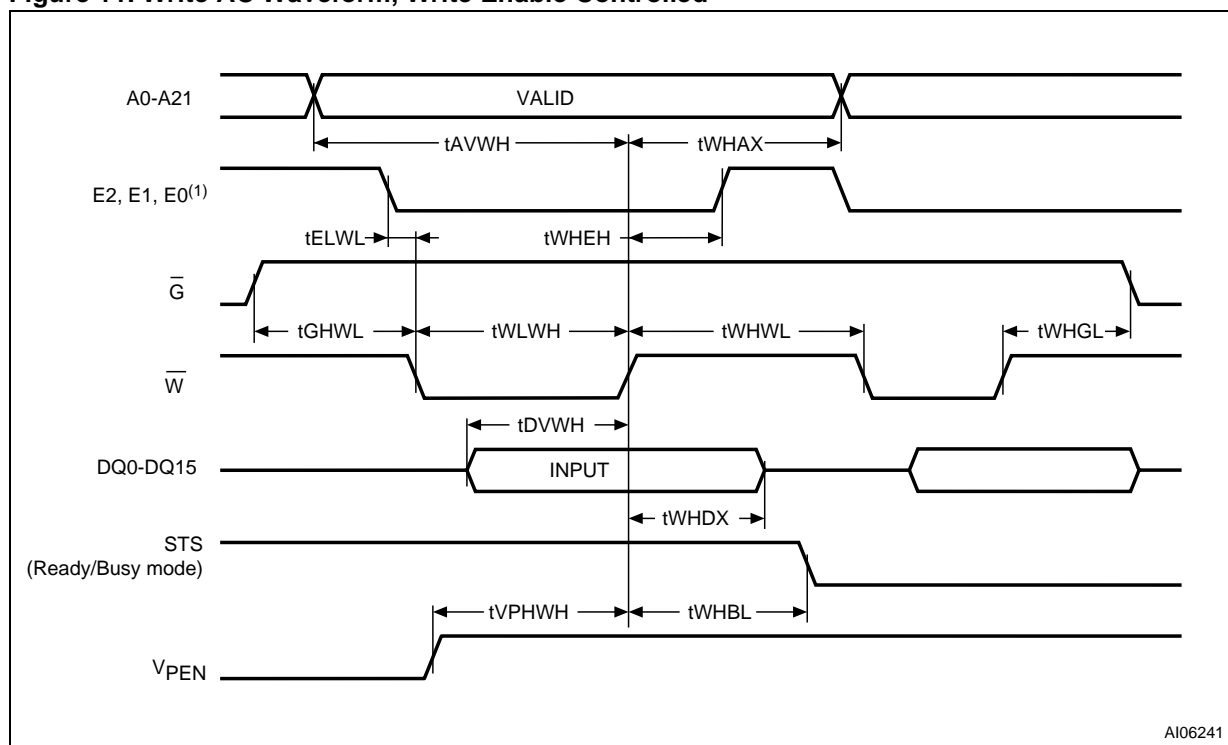 Figure 11. Write AC Waveform, Write Enable Controlled
A0-A21
VALID
tAVWH
tWHAX
E2, E1, E0(1)
tELWL
tWHEH
G
tGHWL
tWLWH
tWHWL
tWHGL
W
tDVWH
DQ0-DQ15
INPUT
tWHDX
STS
(Ready/Busy mode)
tVPHWH
tWHBL
VPEN
AI06241